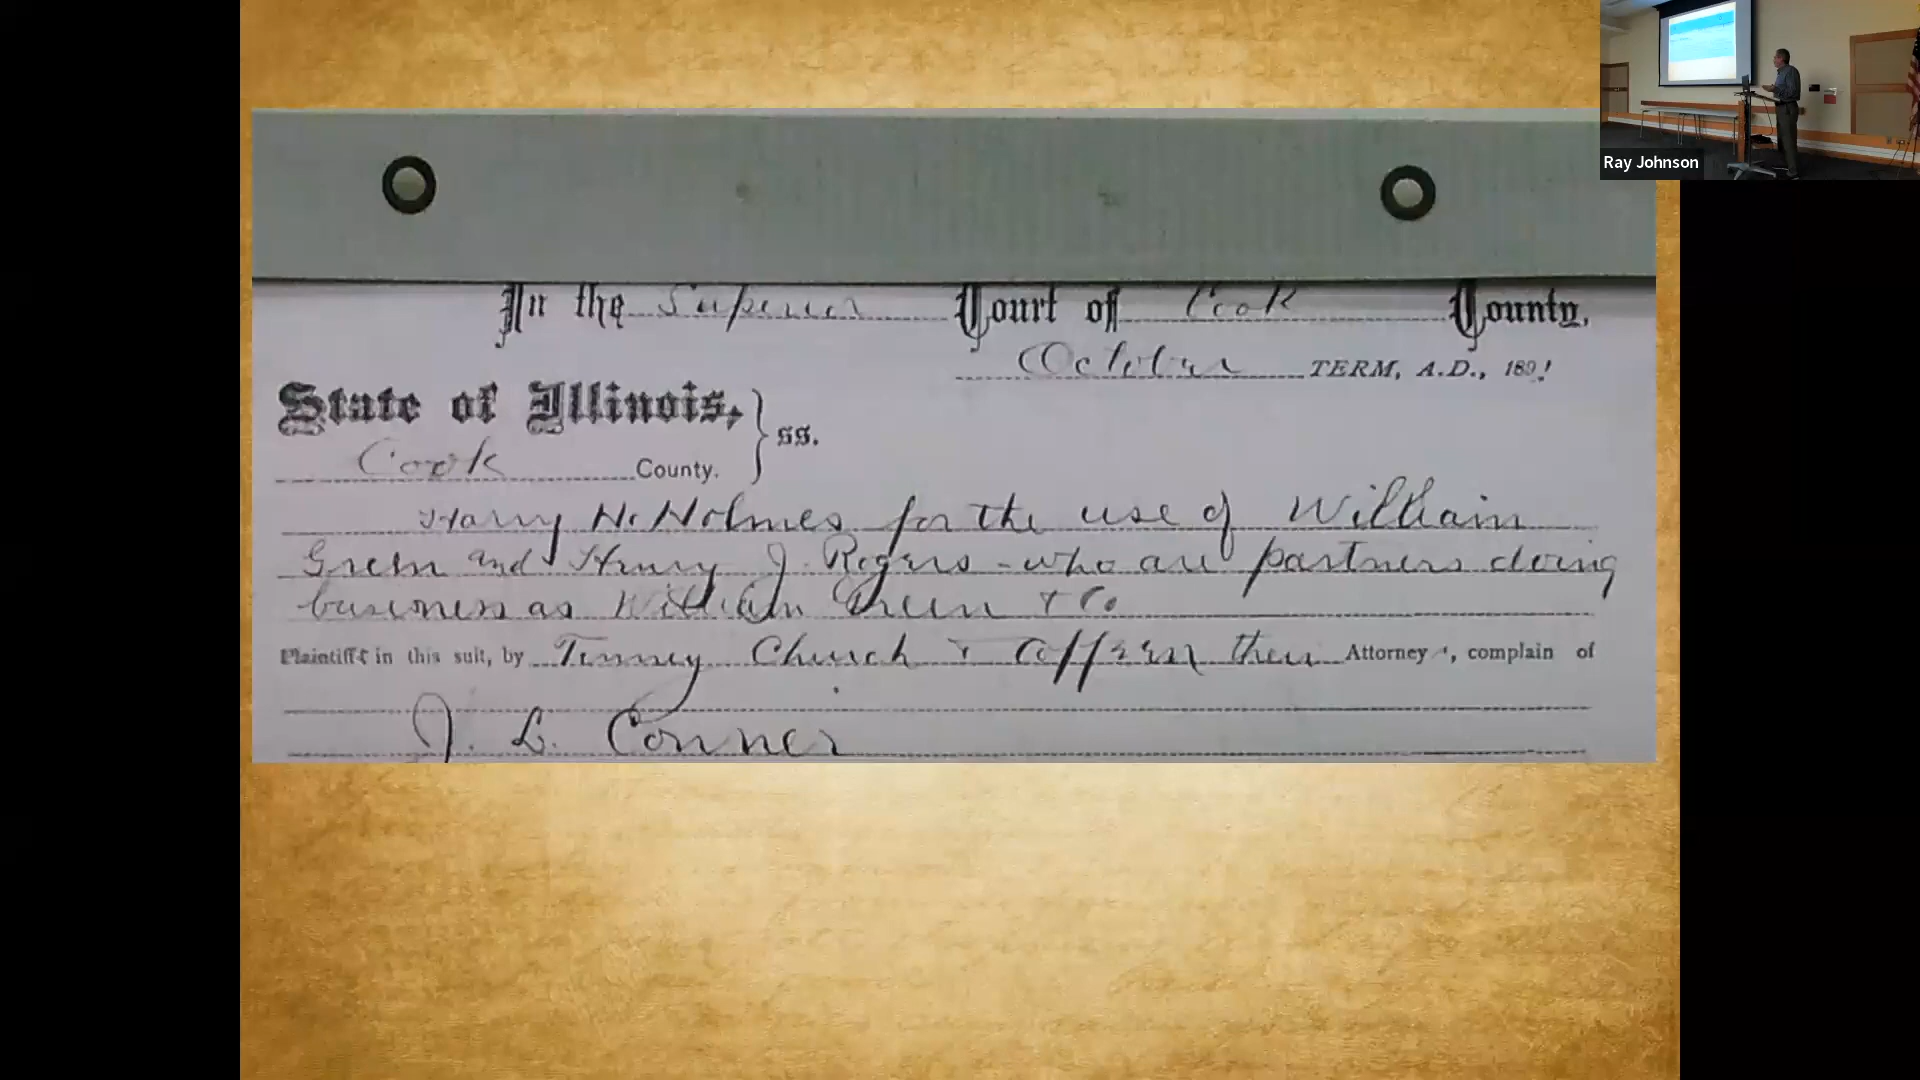 Ray Johnson
In the Superior Court of Cook County,
October TERM, A.D., 1891
State of Illinois, } ss.
Cook County.
Harry H. Holmes for the use of William
Green and Henry J. Rogers - who are partners doing
business as William Green & Co
Plaintiffs in this suit, by Tenney Church & Coffeen their Attorneys, complain of
J. L. Conner